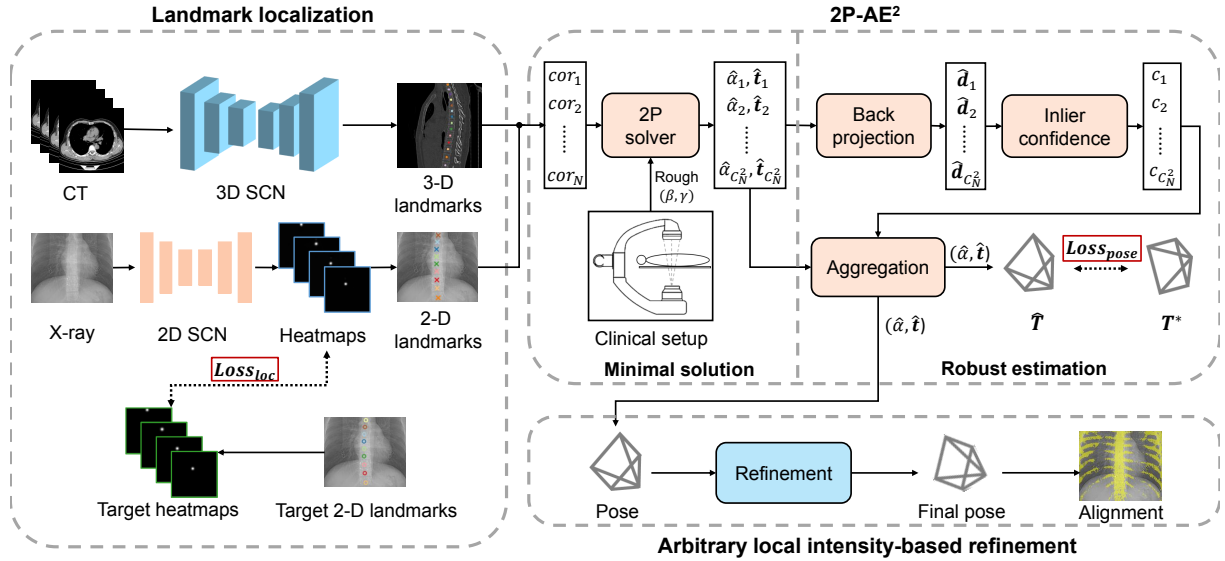 Landmark localization
CT
3D SCN
3-D
landmarks
X-ray
2D SCN
Heatmaps
2-D
landmarks
Loss_loc
Target heatmaps
Target 2-D landmarks
2P-AE²
cor₁
cor₂
⋮
cor_N
2P
solver
Rough
(β, γ)
Clinical setup
α̂₁, t̂₁
α̂₂, t̂₂
⋮
α̂_{C_N^2}, t̂_{C_N^2}
Minimal solution
Back
projection
d̂₁
d̂₂
⋮
d̂_{C_N^2}
Inlier
confidence
c₁
c₂
⋮
c_{C_N^2}
Aggregation
(α̂, t̂)
Loss_pose
T̂
T*
(α̂, t̂)
Robust estimation
Pose
Refinement
Final pose
Alignment
Arbitrary local intensity-based refinement